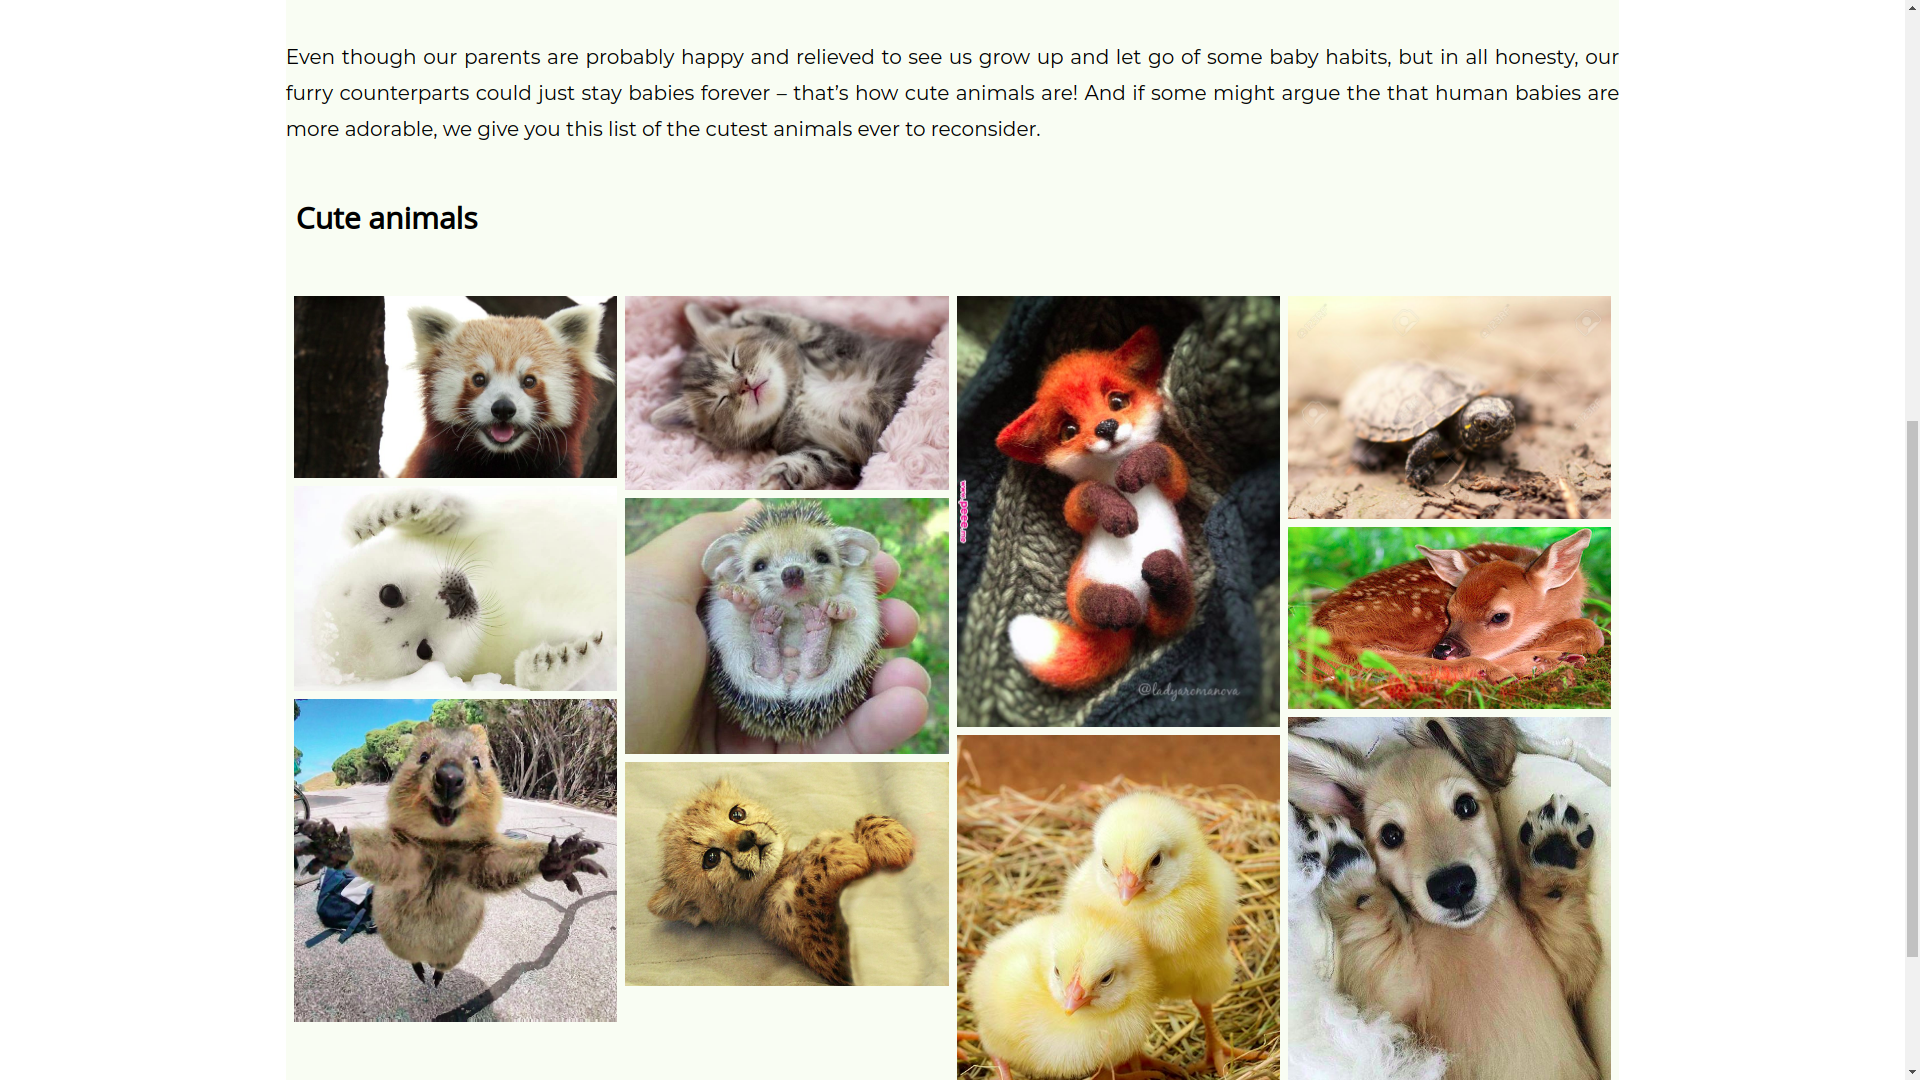 Even though our parents are probably happy and relieved to see us grow up and let go of some baby habits, but in all honesty, our
furry counterparts could just stay babies forever – that’s how cute animals are! And if some might argue the that human babies are
more adorable, we give you this list of the cutest animals ever to reconsider.
Cute animals
@ladyaromanova